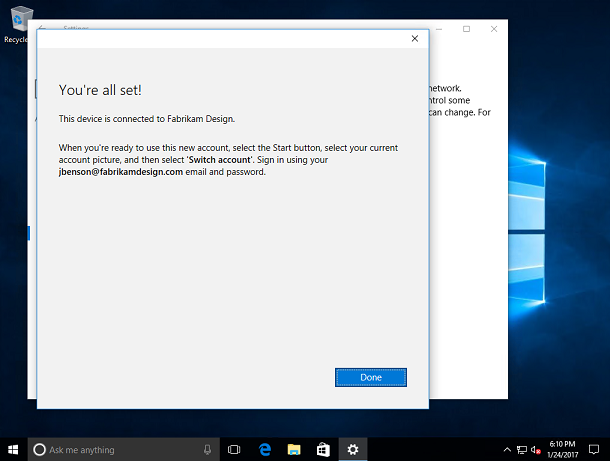 Recycle
Settings
You're all set!
This device is connected to Fabrikam Design.
When you're ready to use this new account, select the Start button, select your current
account picture, and then select 'Switch account'. Sign in using your
jbenson@fabrikamdesign.com email and password.
network.
ntrol some
can change. For
Done
Ask me anything
6:10 PM
1/24/2017